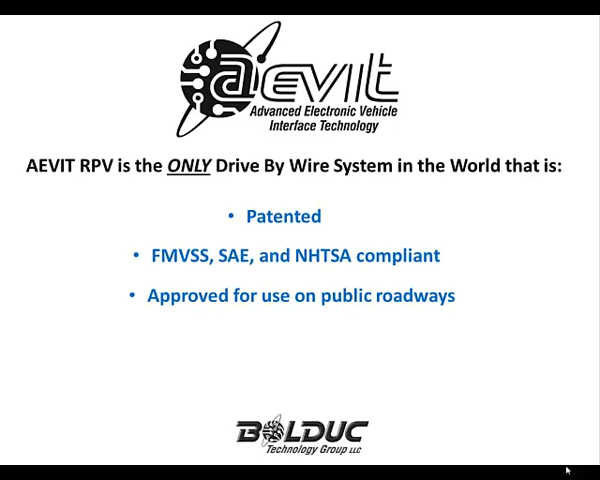 aevit
Advanced Electronic Vehicle
Interface Technology
AEVIT RPV is the ONLY Drive By Wire System in the World that is:
• Patented
• FMVSS, SAE, and NHTSA compliant
• Approved for use on public roadways
BOLDUC
Technology Group LLC